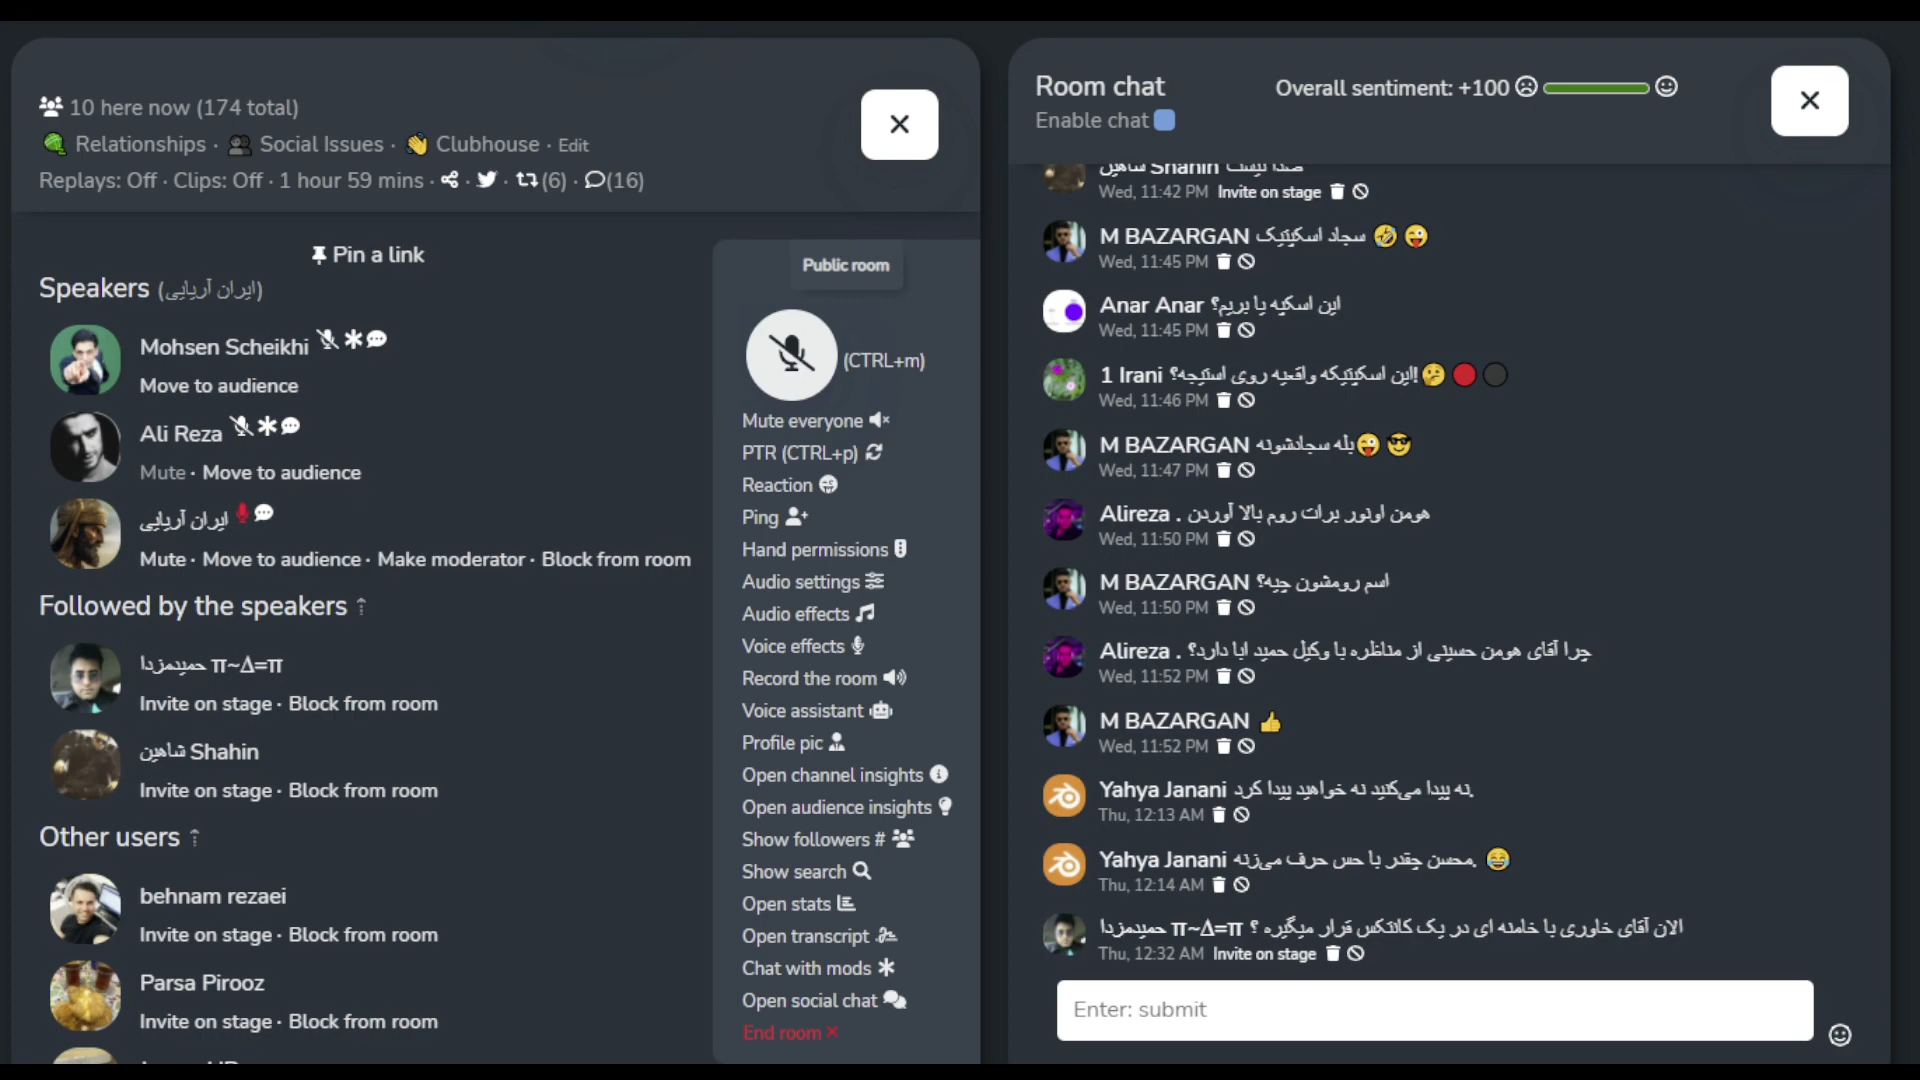 10 here now (174 total)
Relationships · Social Issues · Clubhouse · Edit
Replays: Off · Clips: Off · 1 hour 59 mins · · · (6) · (16)
Pin a link
Speakers (ایران آریایی)
Mohsen Scheikhi
Move to audience
Ali Reza
Mute · Move to audience
ایران آریایی
Mute · Move to audience · Make moderator · Block from room
Followed by the speakers
حمیدمزدا π~Δ=π
Invite on stage · Block from room
شاهین Shahin
Invite on stage · Block from room
Other users
behnam rezaei
Invite on stage · Block from room
Parsa Pirooz
Invite on stage · Block from room
Public room
(CTRL+m)
Mute everyone
PTR (CTRL+p)
Reaction
Ping
Hand permissions
Audio settings
Audio effects
Voice effects
Record the room
Voice assistant
Profile pic
Open channel insights
Open audience insights
Show followers #
Show search
Open stats
Open transcript
Chat with mods
Open social chat
End room
Room chat
Overall sentiment: +100
Enable chat
شاهین Shahin صدا نیست
Wed, 11:42 PM Invite on stage
M BAZARGAN سجاد اسکپتیک 🤣 😜
Wed, 11:45 PM
Anar Anar این اسکیه یا بریم؟
Wed, 11:45 PM
1 Irani این اسکپتیکه واقعیه روی استیجه؟!🤔 🔴 ⚫
Wed, 11:46 PM
M BAZARGAN بله سجادشونه😜 😎
Wed, 11:47 PM
Alireza . هومن اونور برات روم بالا آوردن
Wed, 11:50 PM
M BAZARGAN اسم رومشون چیه؟
Wed, 11:50 PM
Alireza . چرا آقای هومن حسینی از مناظره با وکیل حمید ابا دارد؟
Wed, 11:52 PM
M BAZARGAN 👍
Wed, 11:52 PM
Yahya Janani نه پیدا می‌کنید نه خواهید پیدا کرد.
Thu, 12:13 AM
Yahya Janani محسن چقدر با حس حرف می‌زنه. 😂
Thu, 12:14 AM
حمیدمزدا π~Δ=π الان آقای خاوری با خامنه ای در یک کانتکس قرار میگیره ؟
Thu, 12:32 AM Invite on stage
Enter: submit